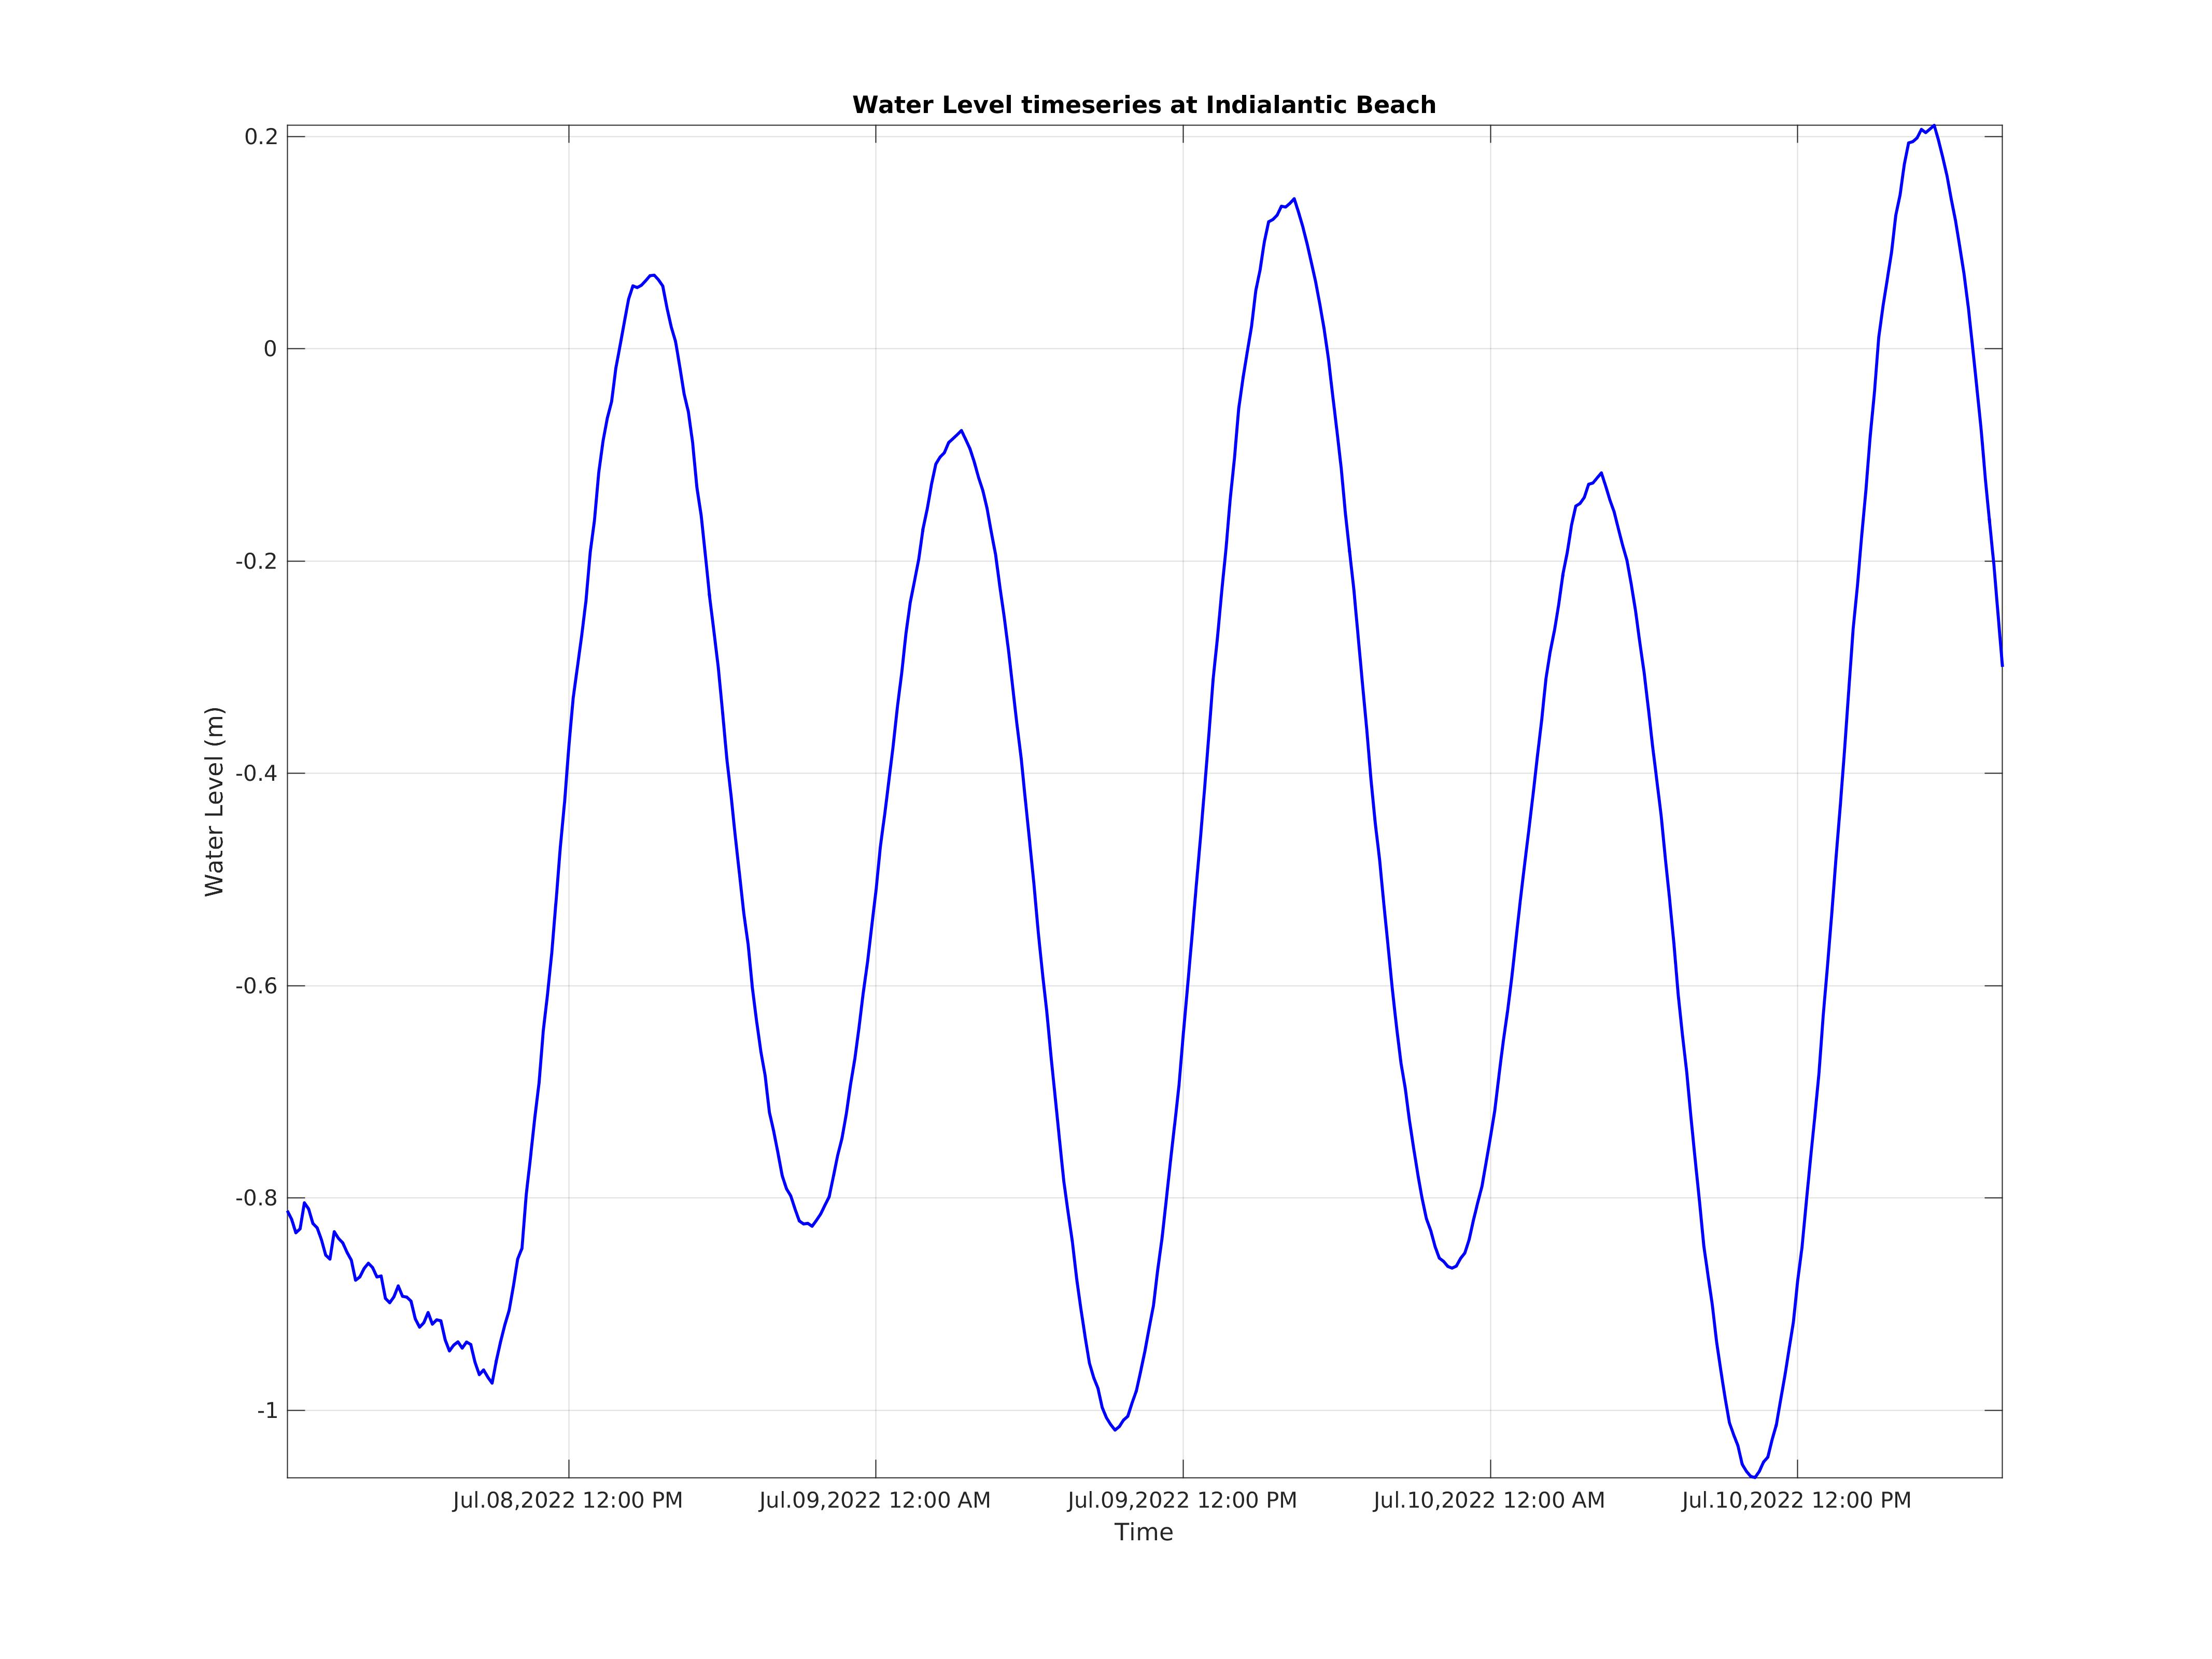 Water Level timeseries at Indialantic Beach
0.2
0
-0.2
-0.4
-0.6
-0.8
-1
Water Level (m)
Jul.08,2022 12:00 PM
Jul.09,2022 12:00 AM
Jul.09,2022 12:00 PM
Jul.10,2022 12:00 AM
Jul.10,2022 12:00 PM
Time